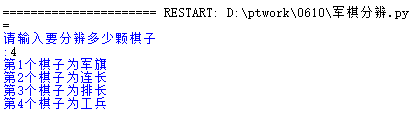 ===================== RESTART: D:\ptwork\0610\军棋分辨.py
=
请输入要分辨多少颗棋子
:4
第1个棋子为军旗
第2个棋子为连长
第3个棋子为排长
第4个棋子为工兵